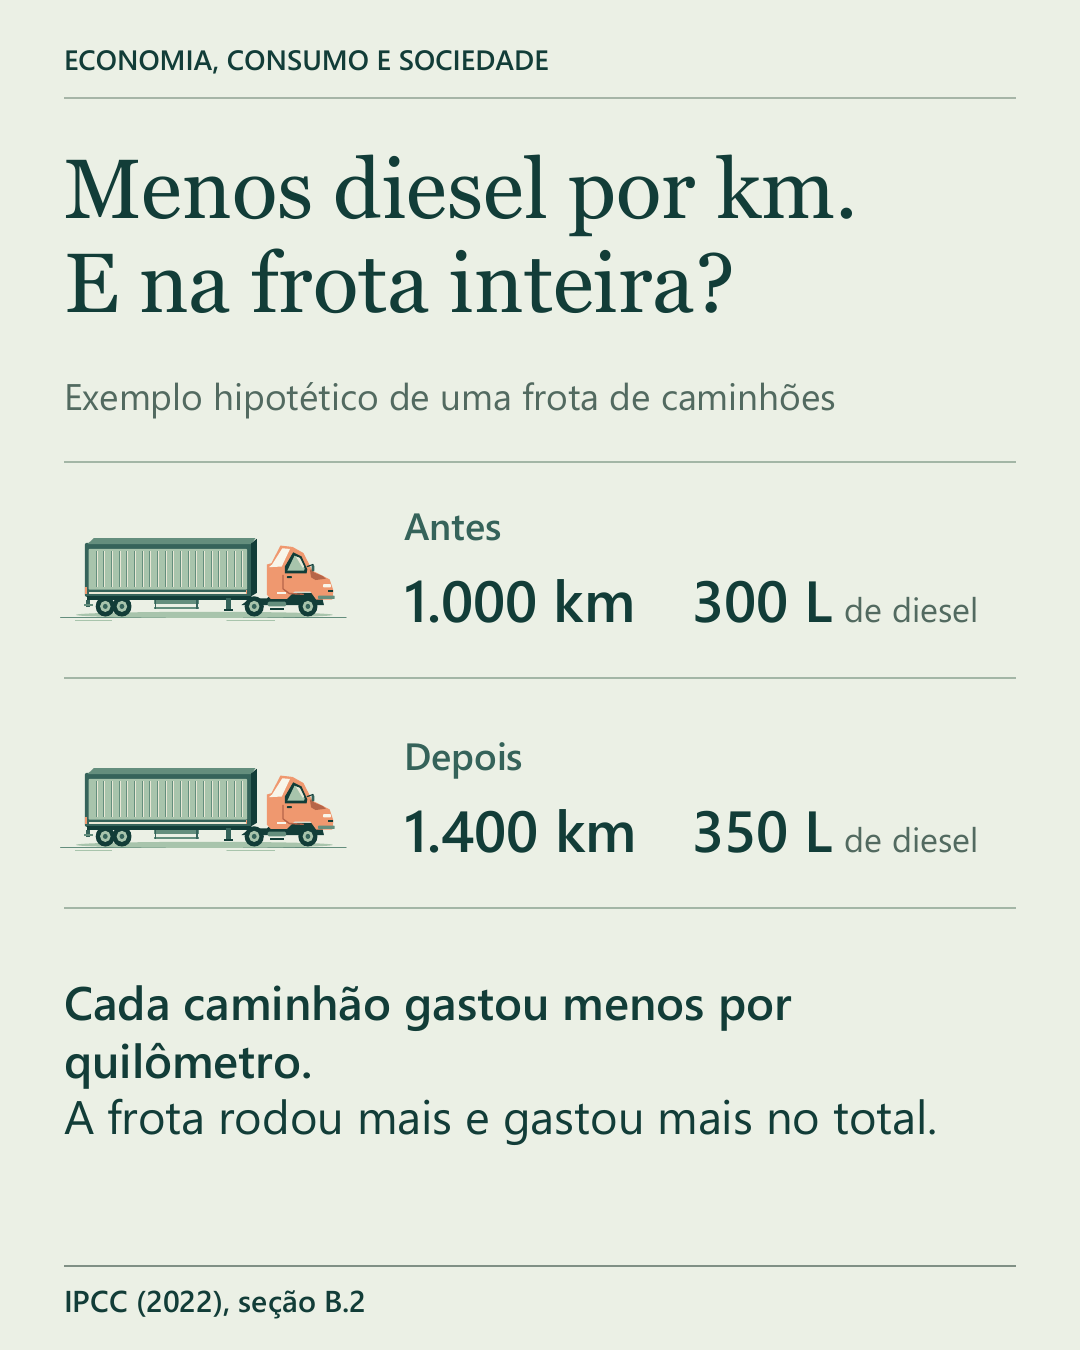 ECONOMIA, CONSUMO E SOCIEDADE
Menos diesel por km.
E na frota inteira?
Exemplo hipotético de uma frota de caminhões
Antes
1.000 km 300 L de diesel
Depois
1.400 km 350 L de diesel
Cada caminhão gastou menos por
quilômetro.
A frota rodou mais e gastou mais no total.
IPCC (2022), seção B.2